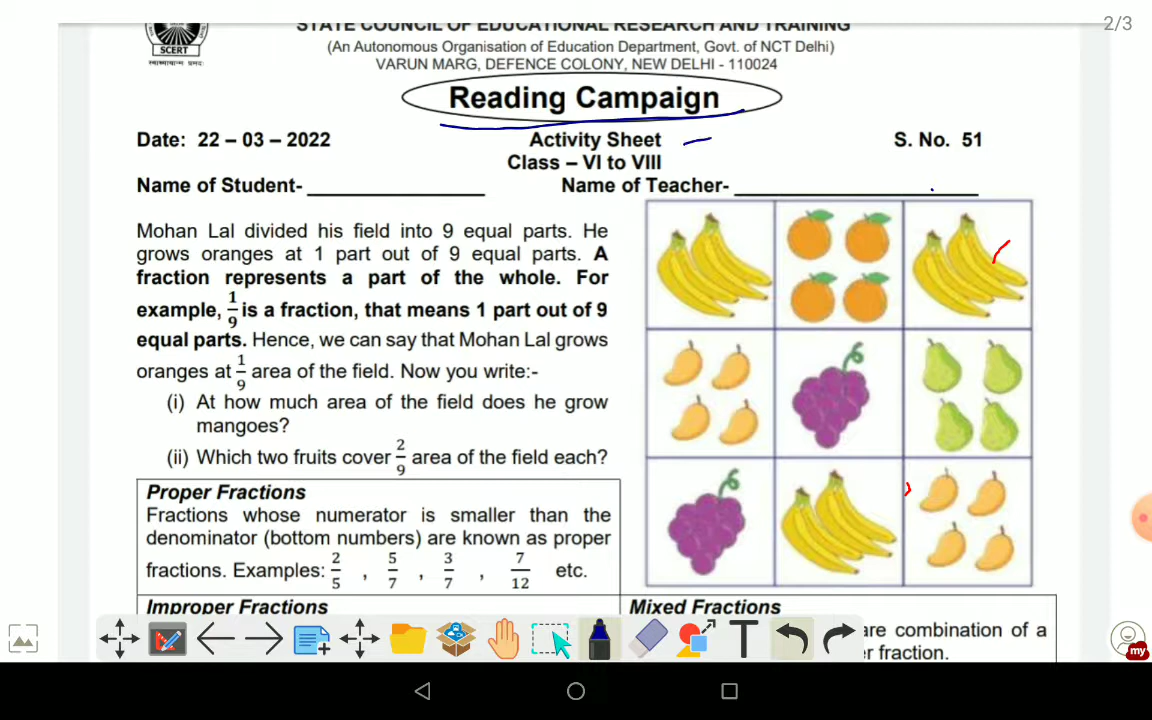 2/3
STATE COUNCIL OF EDUCATIONAL RESEARCH AND TRAINING
SCERT
(An Autonomous Organisation of Education Department, Govt. of NCT Delhi)
VARUN MARG, DEFENCE COLONY, NEW DELHI - 110024
Reading Campaign
Date: 22 – 03 – 2022 Activity Sheet S. No. 51
Class – VI to VIII
Name of Student- ________________ Name of Teacher- ______________________
Mohan Lal divided his field into 9 equal parts. He
grows oranges at 1 part out of 9 equal parts. A
fraction represents a part of the whole. For
example, 1/9 is a fraction, that means 1 part out of 9
equal parts. Hence, we can say that Mohan Lal grows
oranges at 1/9 area of the field. Now you write:-
(i) At how much area of the field does he grow
mangoes?
(ii) Which two fruits cover 2/9 area of the field each?
Proper Fractions
Fractions whose numerator is smaller than the
denominator (bottom numbers) are known as proper
fractions. Examples: 2/5 , 5/7 , 3/7 , 7/12 etc.
Improper Fractions
Mixed Fractions
are combination of a
r fraction.
T
my